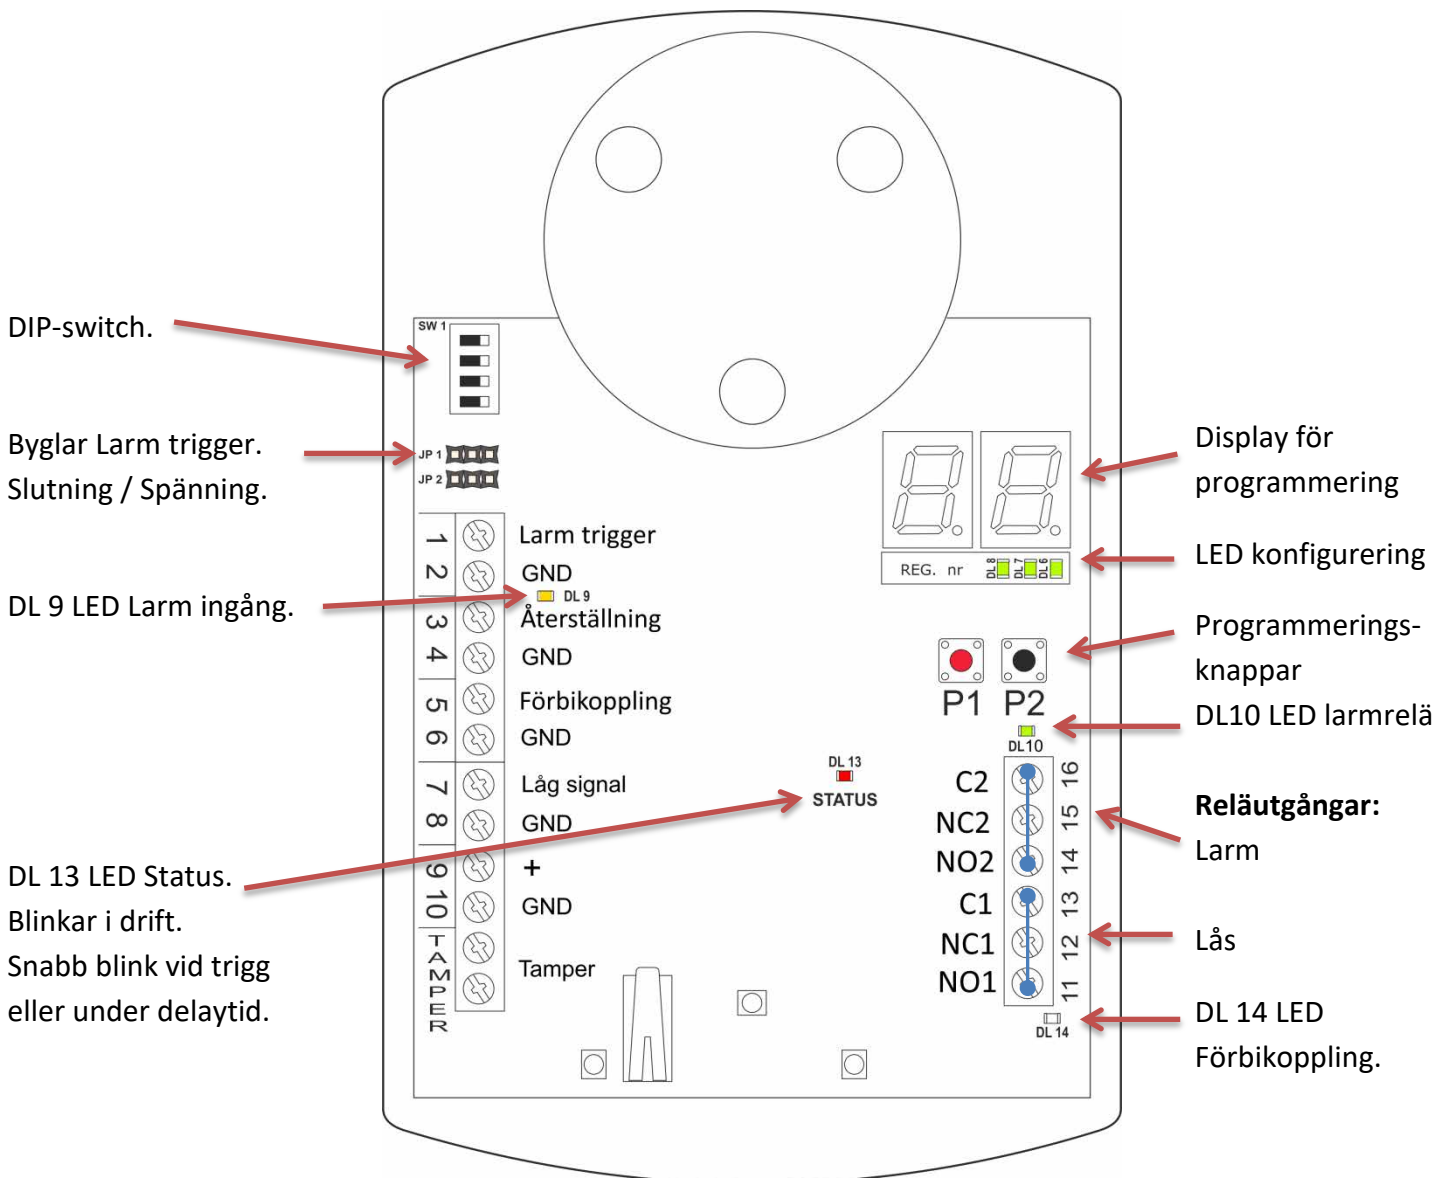 DIP-switch.
Byglar Larm trigger.
Slutning / Spänning.
DL 9 LED Larm ingång.
DL 13 LED Status.
Blinkar i drift.
Snabb blink vid trigg
eller under delaytid.
SW 1
JP 1
JP 2
1 Larm trigger
2 GND
DL 9
3 Återställning
4 GND
5 Förbikoppling
6 GND
7 Låg signal
8 GND
9 +
10 GND
TAMPER
Tamper
DL 13
STATUS
REG. nr DL 8 DL 7 DL 6
P1 P2
DL10
C2 16
NC2 15
NO2 14
C1 13
NC1 12
NO1 11
DL 14
Display för
programmering
LED konfigurering
Programmerings-
knappar
DL10 LED larmrelä
Reläutgångar:
Larm
Lås
DL 14 LED
Förbikoppling.